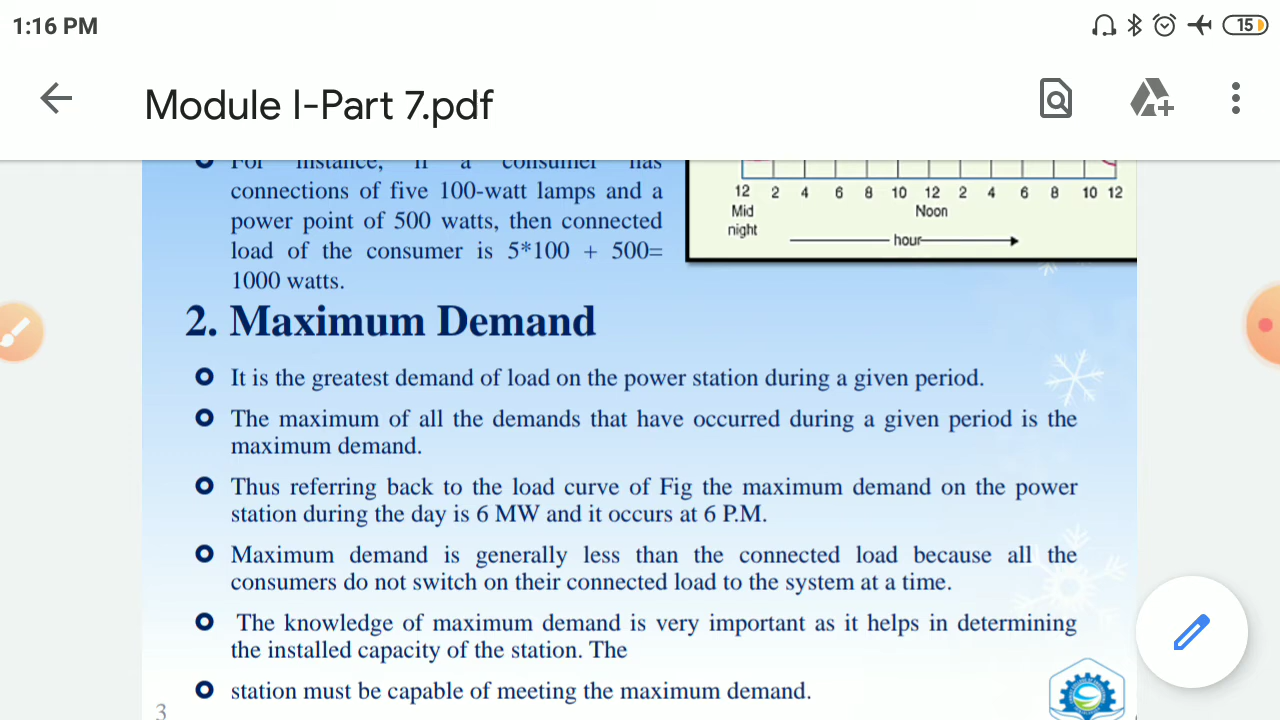 1:16 PM
15
Module I-Part 7.pdf
For instance, if a consumer has
connections of five 100-watt lamps and a
power point of 500 watts, then connected
load of the consumer is 5*100 + 500=
1000 watts.
12 2 4 6 8 10 12 2 4 6 8 10 12
Mid Noon
night
hour
2. Maximum Demand
It is the greatest demand of load on the power station during a given period.
The maximum of all the demands that have occurred during a given period is the
maximum demand.
Thus referring back to the load curve of Fig the maximum demand on the power
station during the day is 6 MW and it occurs at 6 P.M.
Maximum demand is generally less than the connected load because all the
consumers do not switch on their connected load to the system at a time.
The knowledge of maximum demand is very important as it helps in determining
the installed capacity of the station. The
station must be capable of meeting the maximum demand.
3